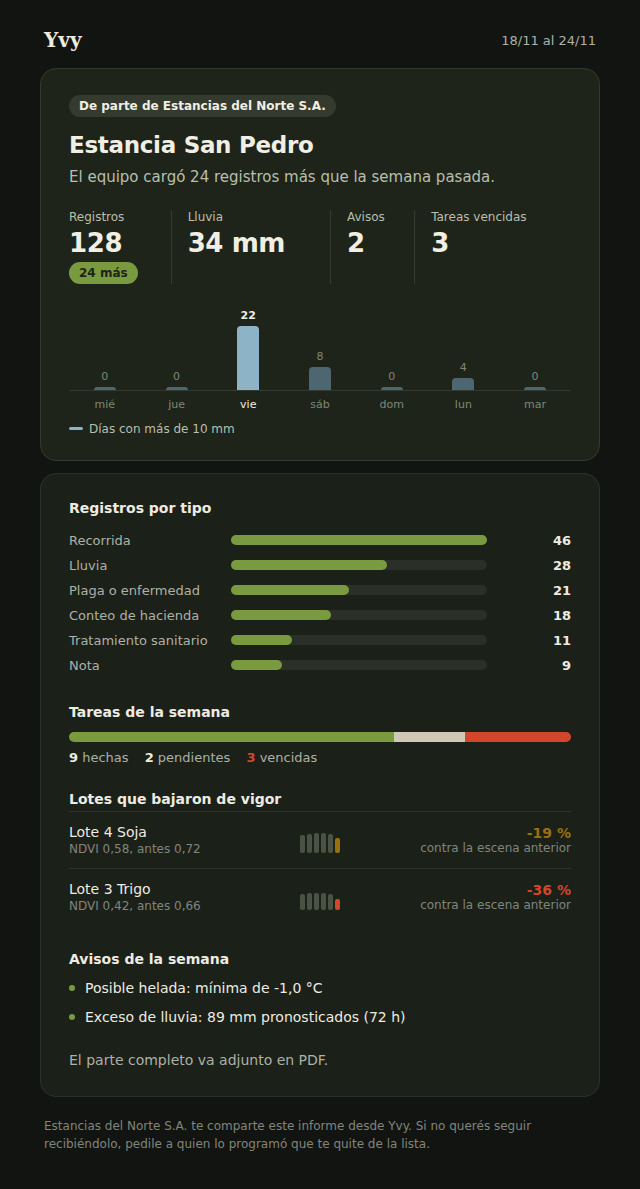 Yvy
18/11 al 24/11
De parte de Estancias del Norte S.A.
Estancia San Pedro
El equipo cargó 24 registros más que la semana pasada.
Registros
128
24 más
Lluvia
34 mm
Avisos
2
Tareas vencidas
3
0 0 22 8 0 4 0
mié jue vie sáb dom lun mar
Días con más de 10 mm
Registros por tipo
Recorrida 46
Lluvia 28
Plaga o enfermedad 21
Conteo de hacienda 18
Tratamiento sanitario 11
Nota 9
Tareas de la semana
9 hechas 2 pendientes 3 vencidas
Lotes que bajaron de vigor
Lote 4 Soja
NDVI 0,58, antes 0,72
-19 %
contra la escena anterior
Lote 3 Trigo
NDVI 0,42, antes 0,66
-36 %
contra la escena anterior
Avisos de la semana
Posible helada: mínima de -1,0 °C
Exceso de lluvia: 89 mm pronosticados (72 h)
El parte completo va adjunto en PDF.
Estancias del Norte S.A. te comparte este informe desde Yvy. Si no querés seguir
recibiéndolo, pedile a quien lo programó que te quite de la lista.